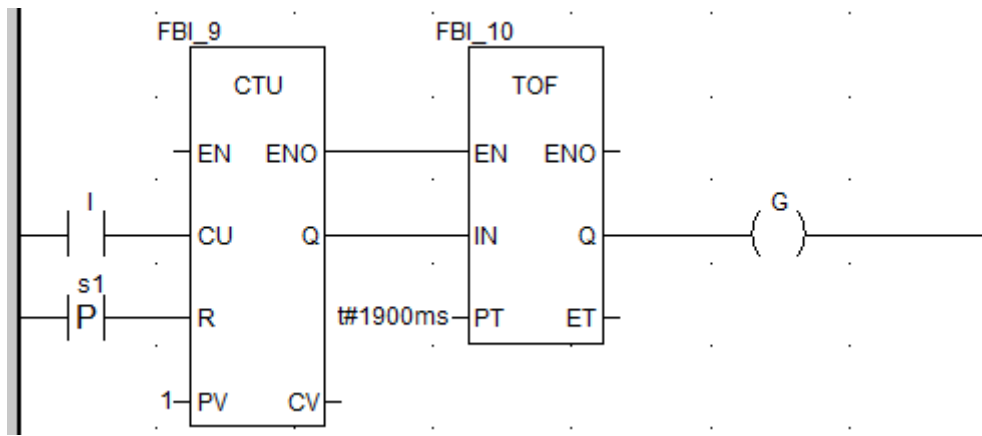 FBI_9 FBI_10
CTU TOF
EN ENO EN ENO
I G
CU Q IN Q
s1
P R t#1900ms PT ET
1 PV CV